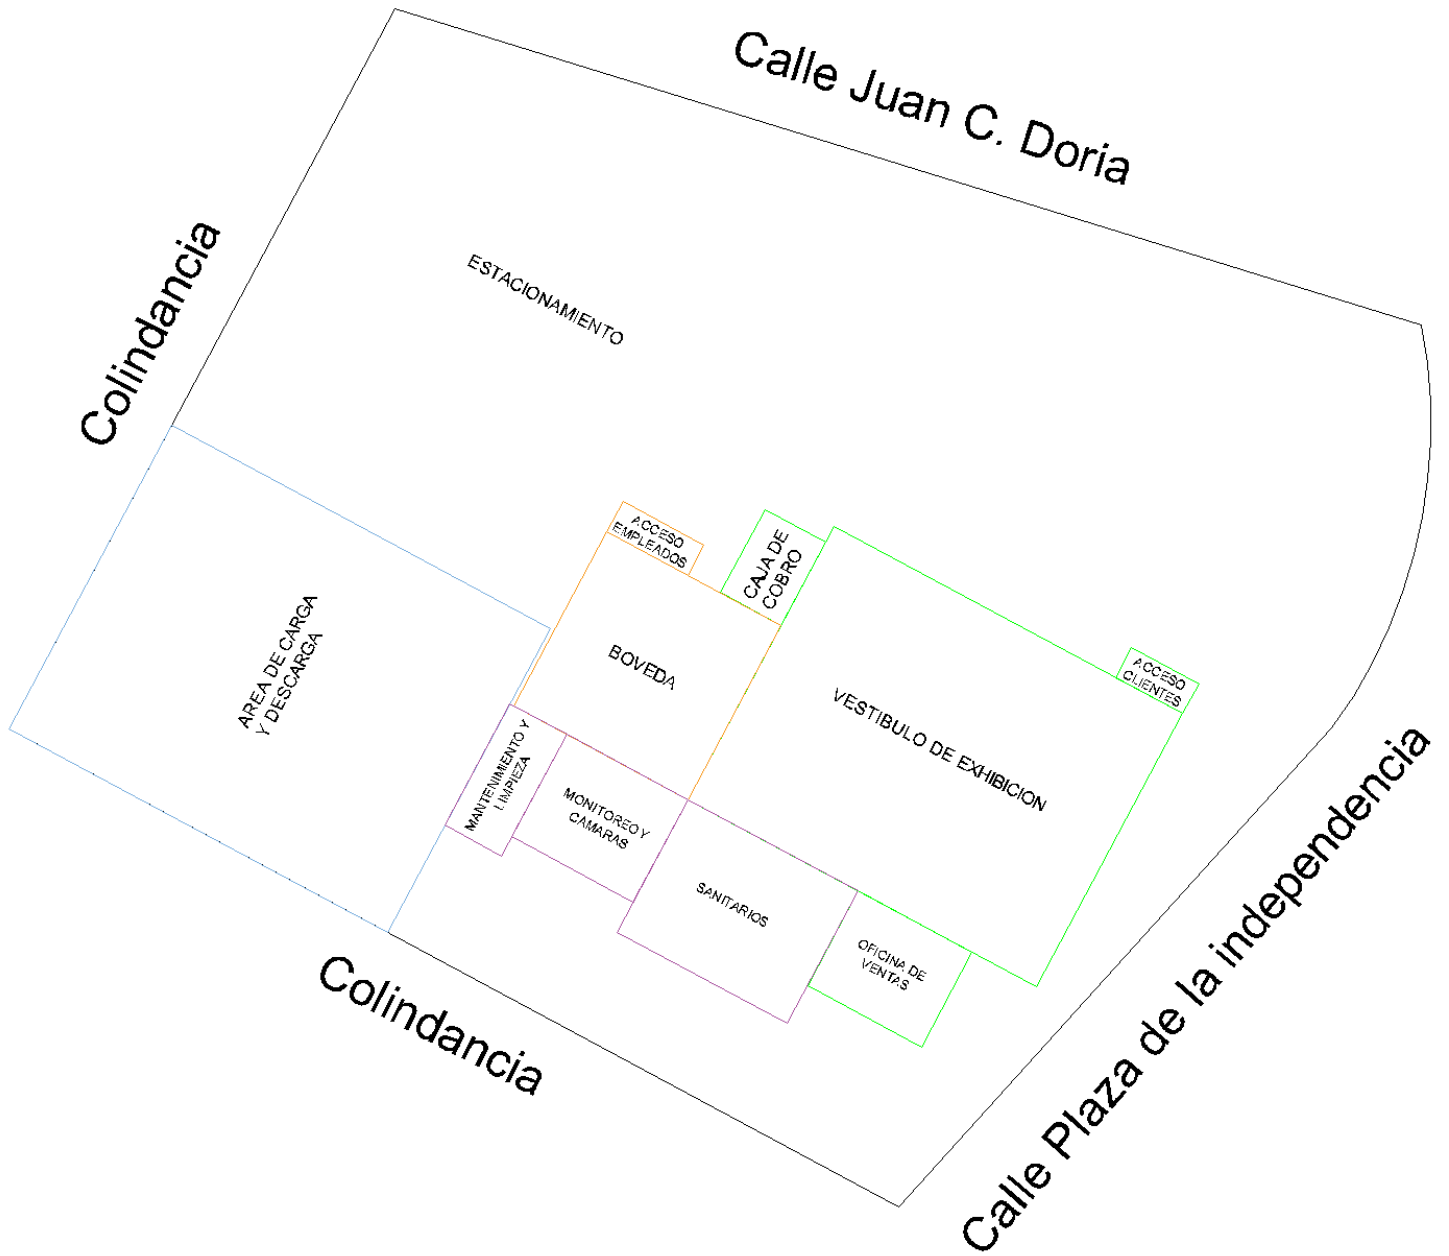 Calle Juan C. Doria
Colindancia
ESTACIONAMIENTO
ACCESO
EMPLEADOS
CAJA DE
COBRO
AREA DE CARGA
Y DESCARGA
BOVEDA
ACCESO
CLIENTES
VESTIBULO DE EXHIBICION
MANTENIMIENTO Y
LIMPIEZA
MONITOREO Y
CAMARAS
SANITARIOS
OFICINA DE
VENTAS
Colindancia
Calle Plaza de la independencia